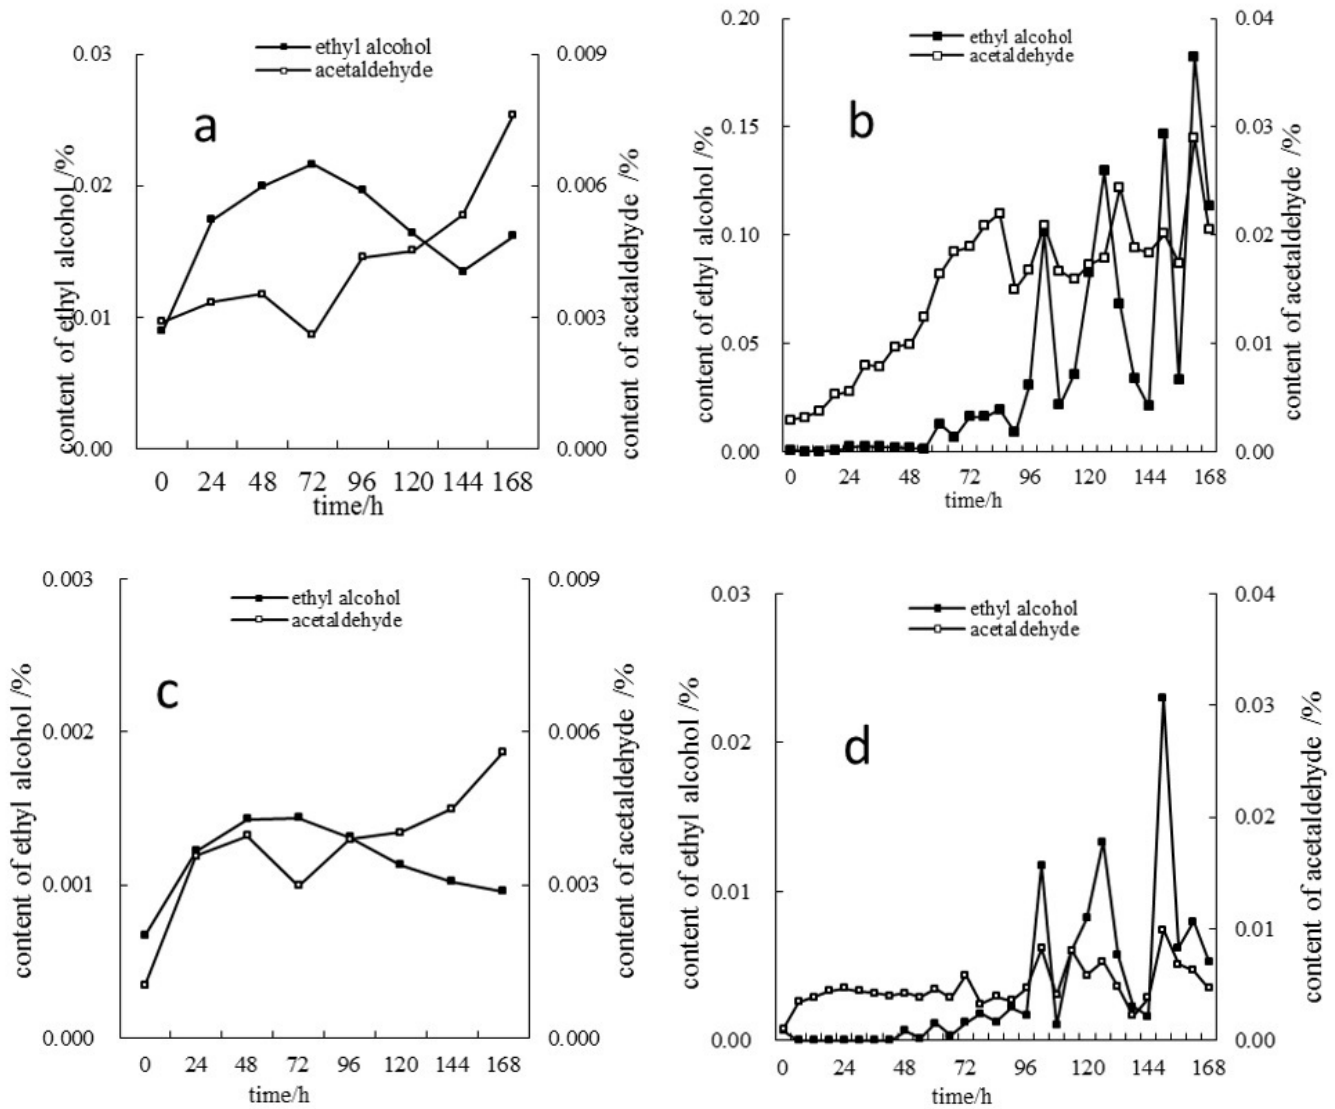 ethyl alcohol
acetaldehyde
a
content of ethyl alcohol /%
0.03
0.02
0.01
0.00
content of acetaldehyde /%
0.009
0.006
0.003
0.000
0 24 48 72 96 120 144 168
time/h
ethyl alcohol
acetaldehyde
b
content of ethyl alcohol /%
0.20
0.15
0.10
0.05
0.00
content of acetaldehyde /%
0.04
0.03
0.02
0.01
0.00
0 24 48 72 96 120 144 168
time/h
ethyl alcohol
acetaldehyde
c
content of ethyl alcohol /%
0.003
0.002
0.001
0.000
content of acetaldehyde /%
0.009
0.006
0.003
0.000
0 24 48 72 96 120 144 168
time/h
ethyl alcohol
acetaldehyde
d
content of ethyl alcohol /%
0.03
0.02
0.01
0.00
content of acetaldehyde /%
0.04
0.03
0.02
0.01
0.00
0 24 48 72 96 120 144 168
time/h